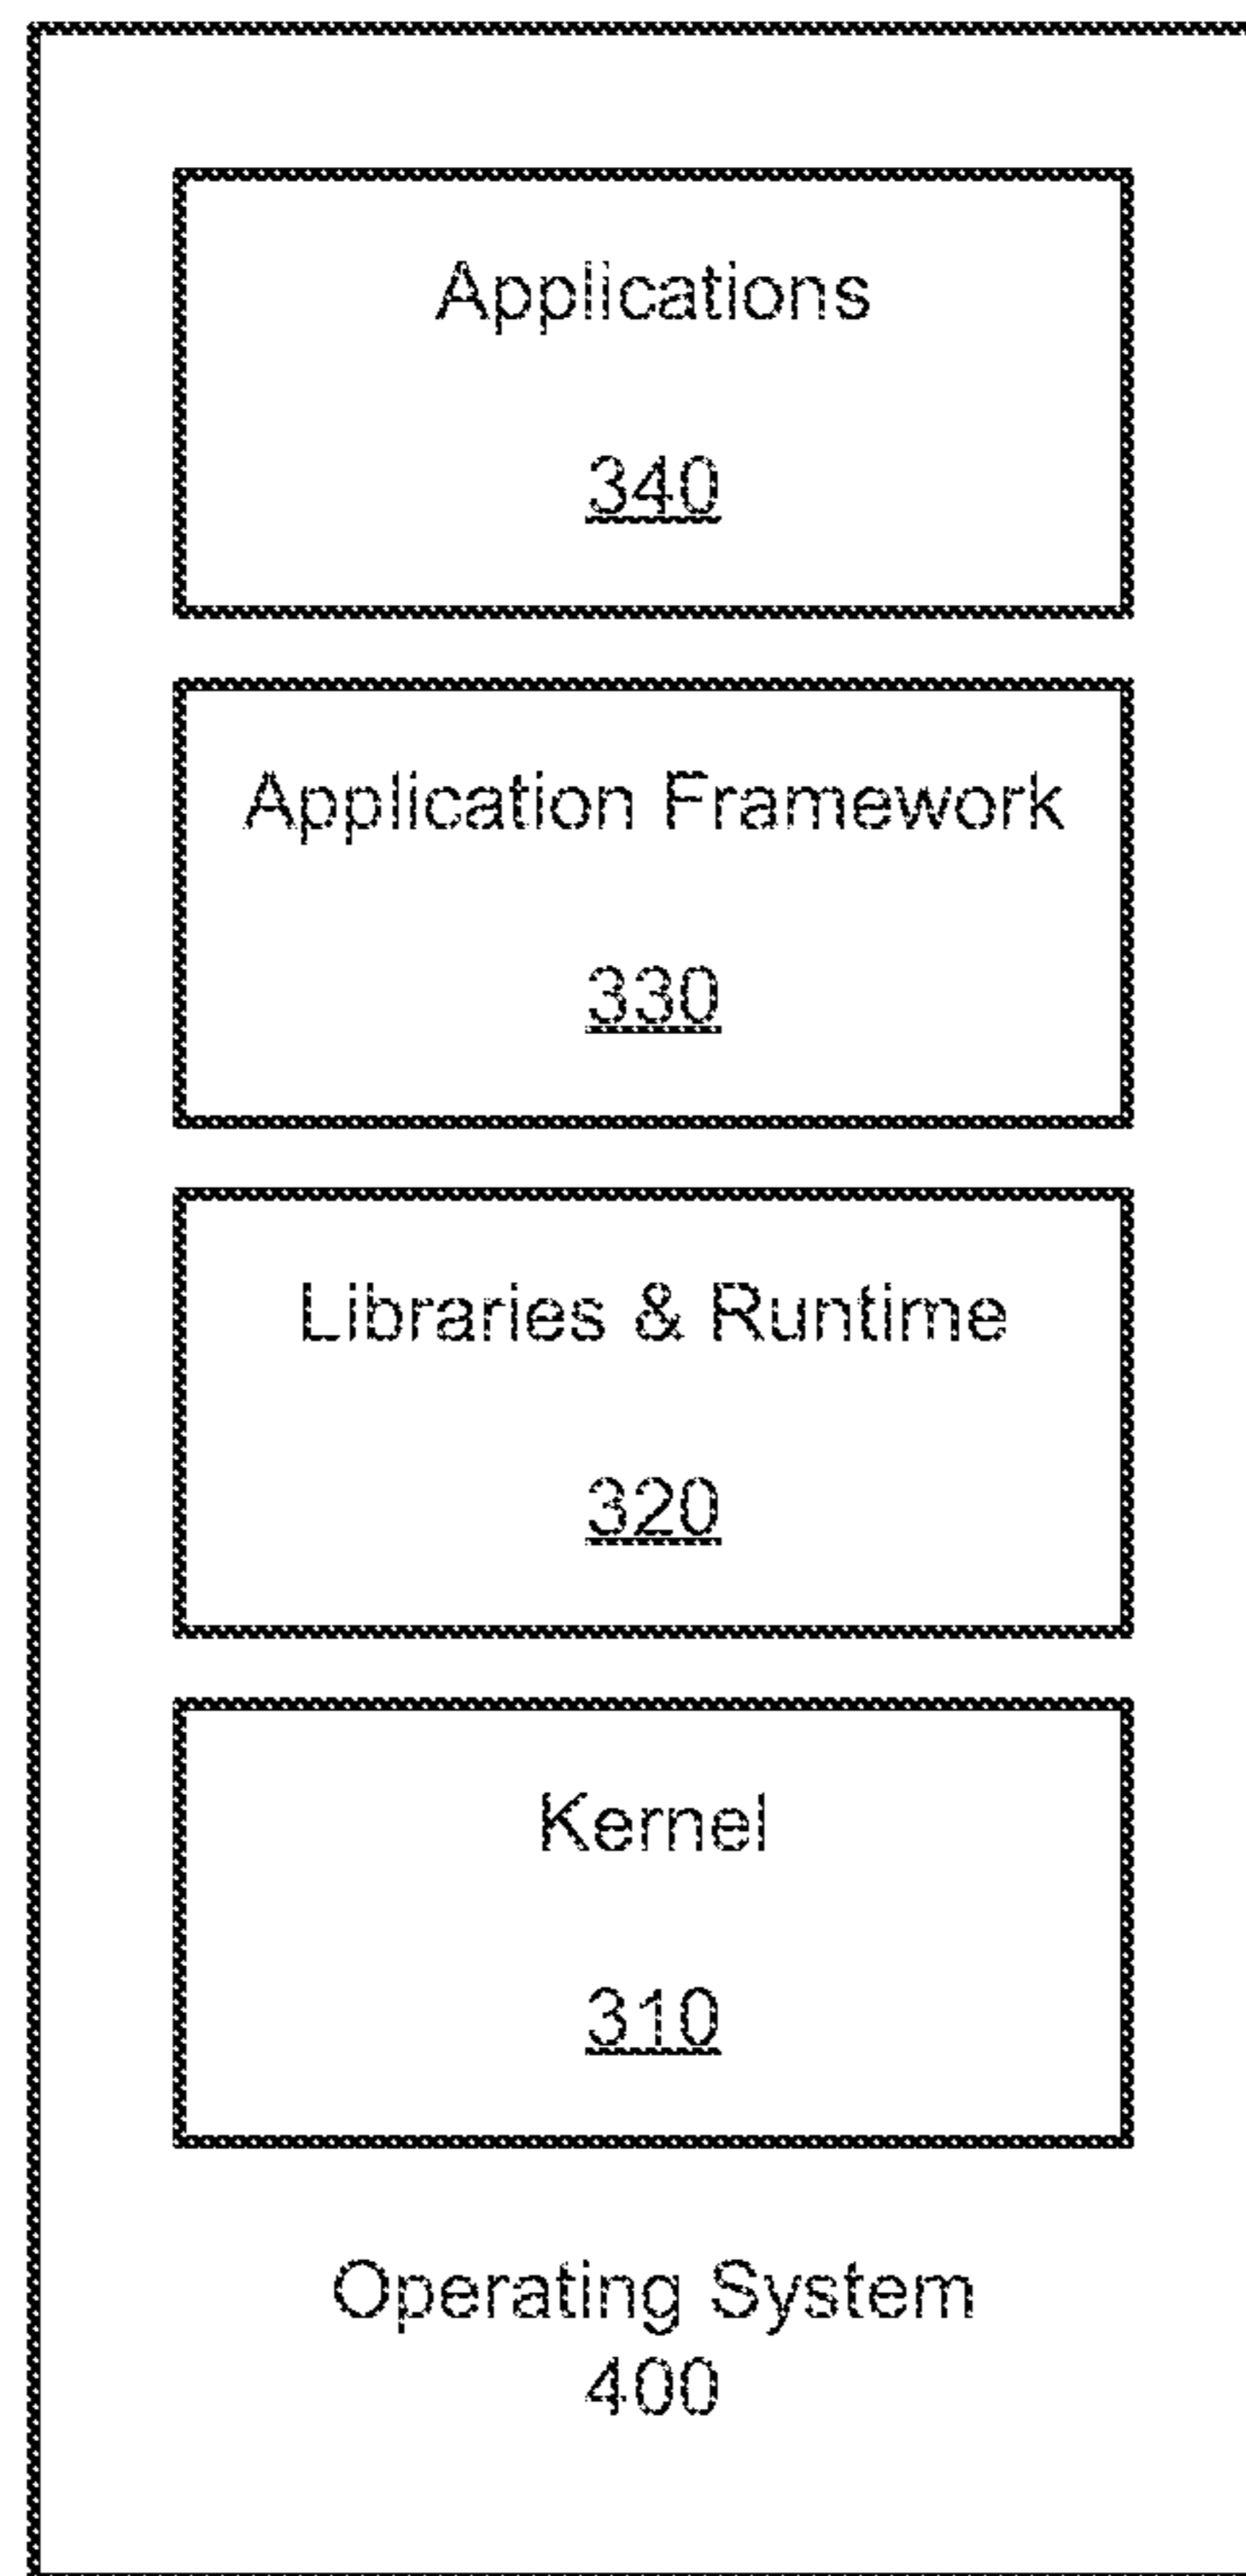 Applications
340
Application Framework
330
Libraries & Runtime
320
Kernel
310
Operating System
400